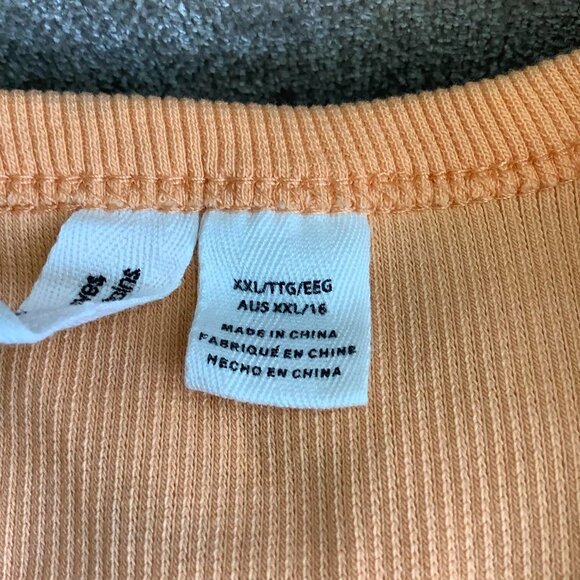 XXL/TTG/EEG
AUS XXL/16
MADE IN CHINA
FABRIQUÉ EN CHINE
HECHO EN CHINA